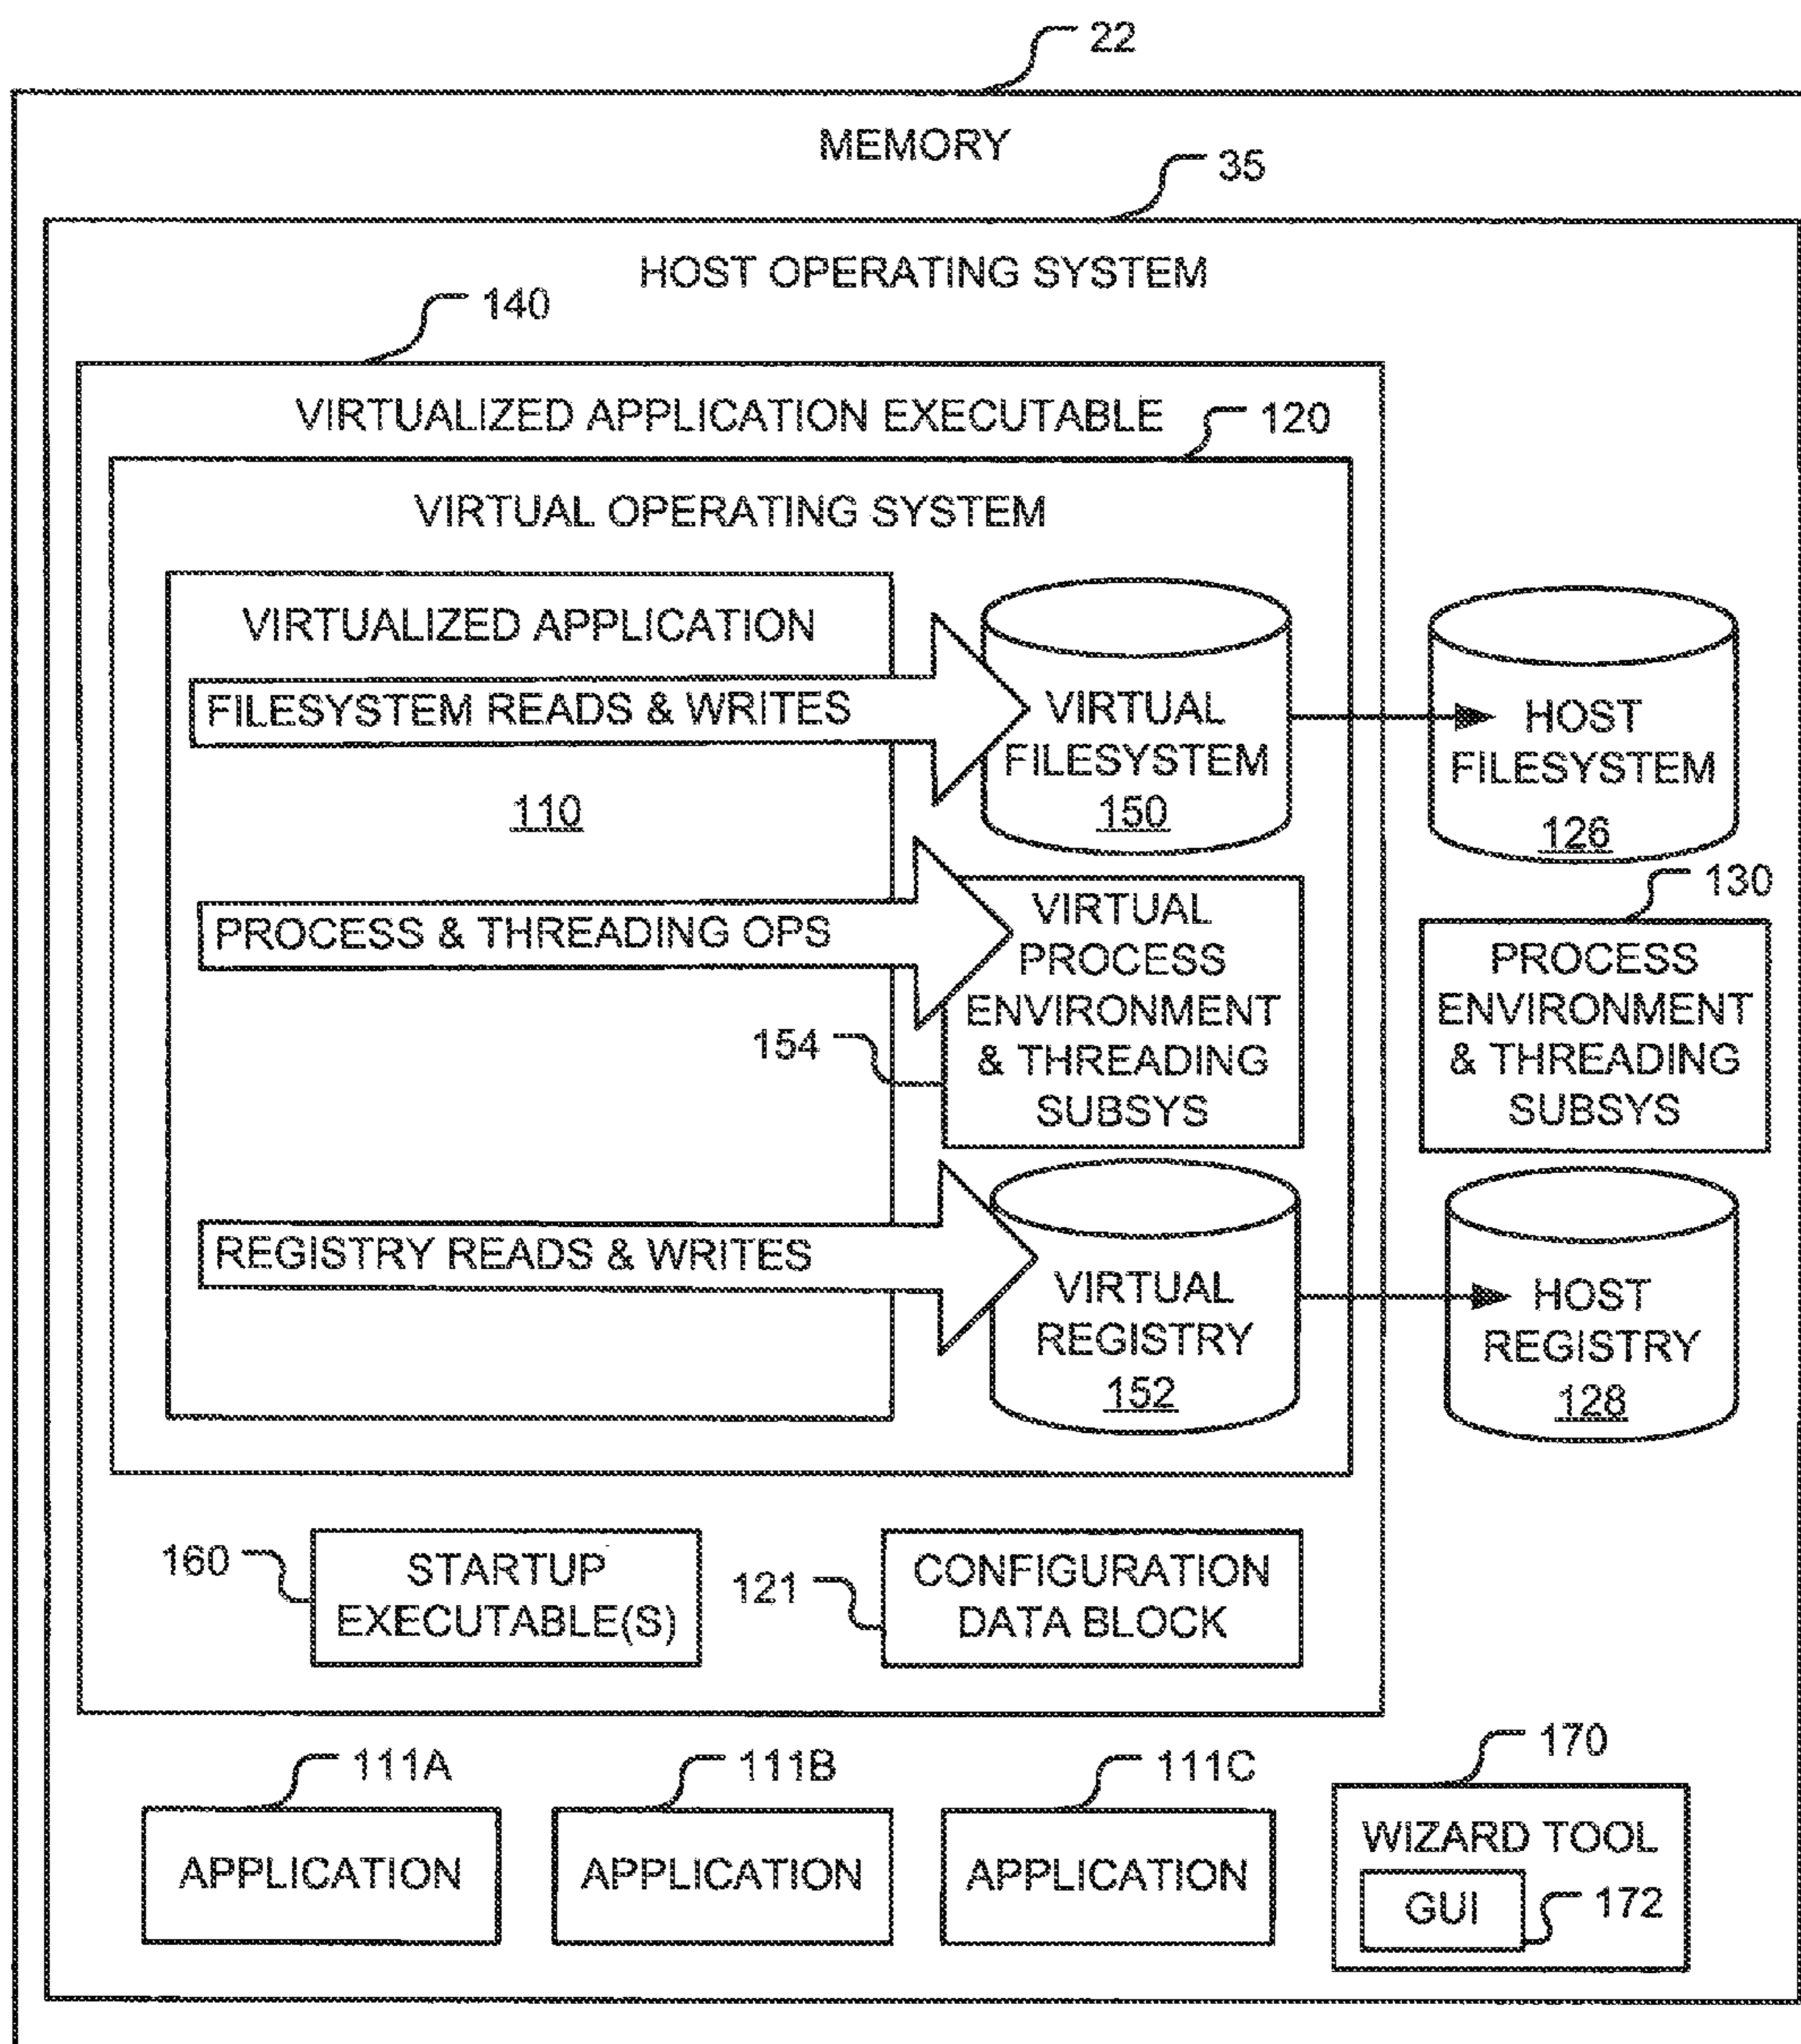 22
MEMORY
35
HOST OPERATING SYSTEM
140
VIRTUALIZED APPLICATION EXECUTABLE
120
VIRTUAL OPERATING SYSTEM
VIRTUALIZED APPLICATION
FILESYSTEM READS & WRITES
110
VIRTUAL
FILESYSTEM
150
HOST
FILESYSTEM
126
PROCESS & THREADING OPS
154
VIRTUAL
PROCESS
ENVIRONMENT
& THREADING
SUBSYS
130
PROCESS
ENVIRONMENT
& THREADING
SUBSYS
REGISTRY READS & WRITES
VIRTUAL
REGISTRY
152
HOST
REGISTRY
128
160
STARTUP
EXECUTABLE(S)
121
CONFIGURATION
DATA BLOCK
111A
APPLICATION
111B
APPLICATION
111C
APPLICATION
170
WIZARD TOOL
GUI
172